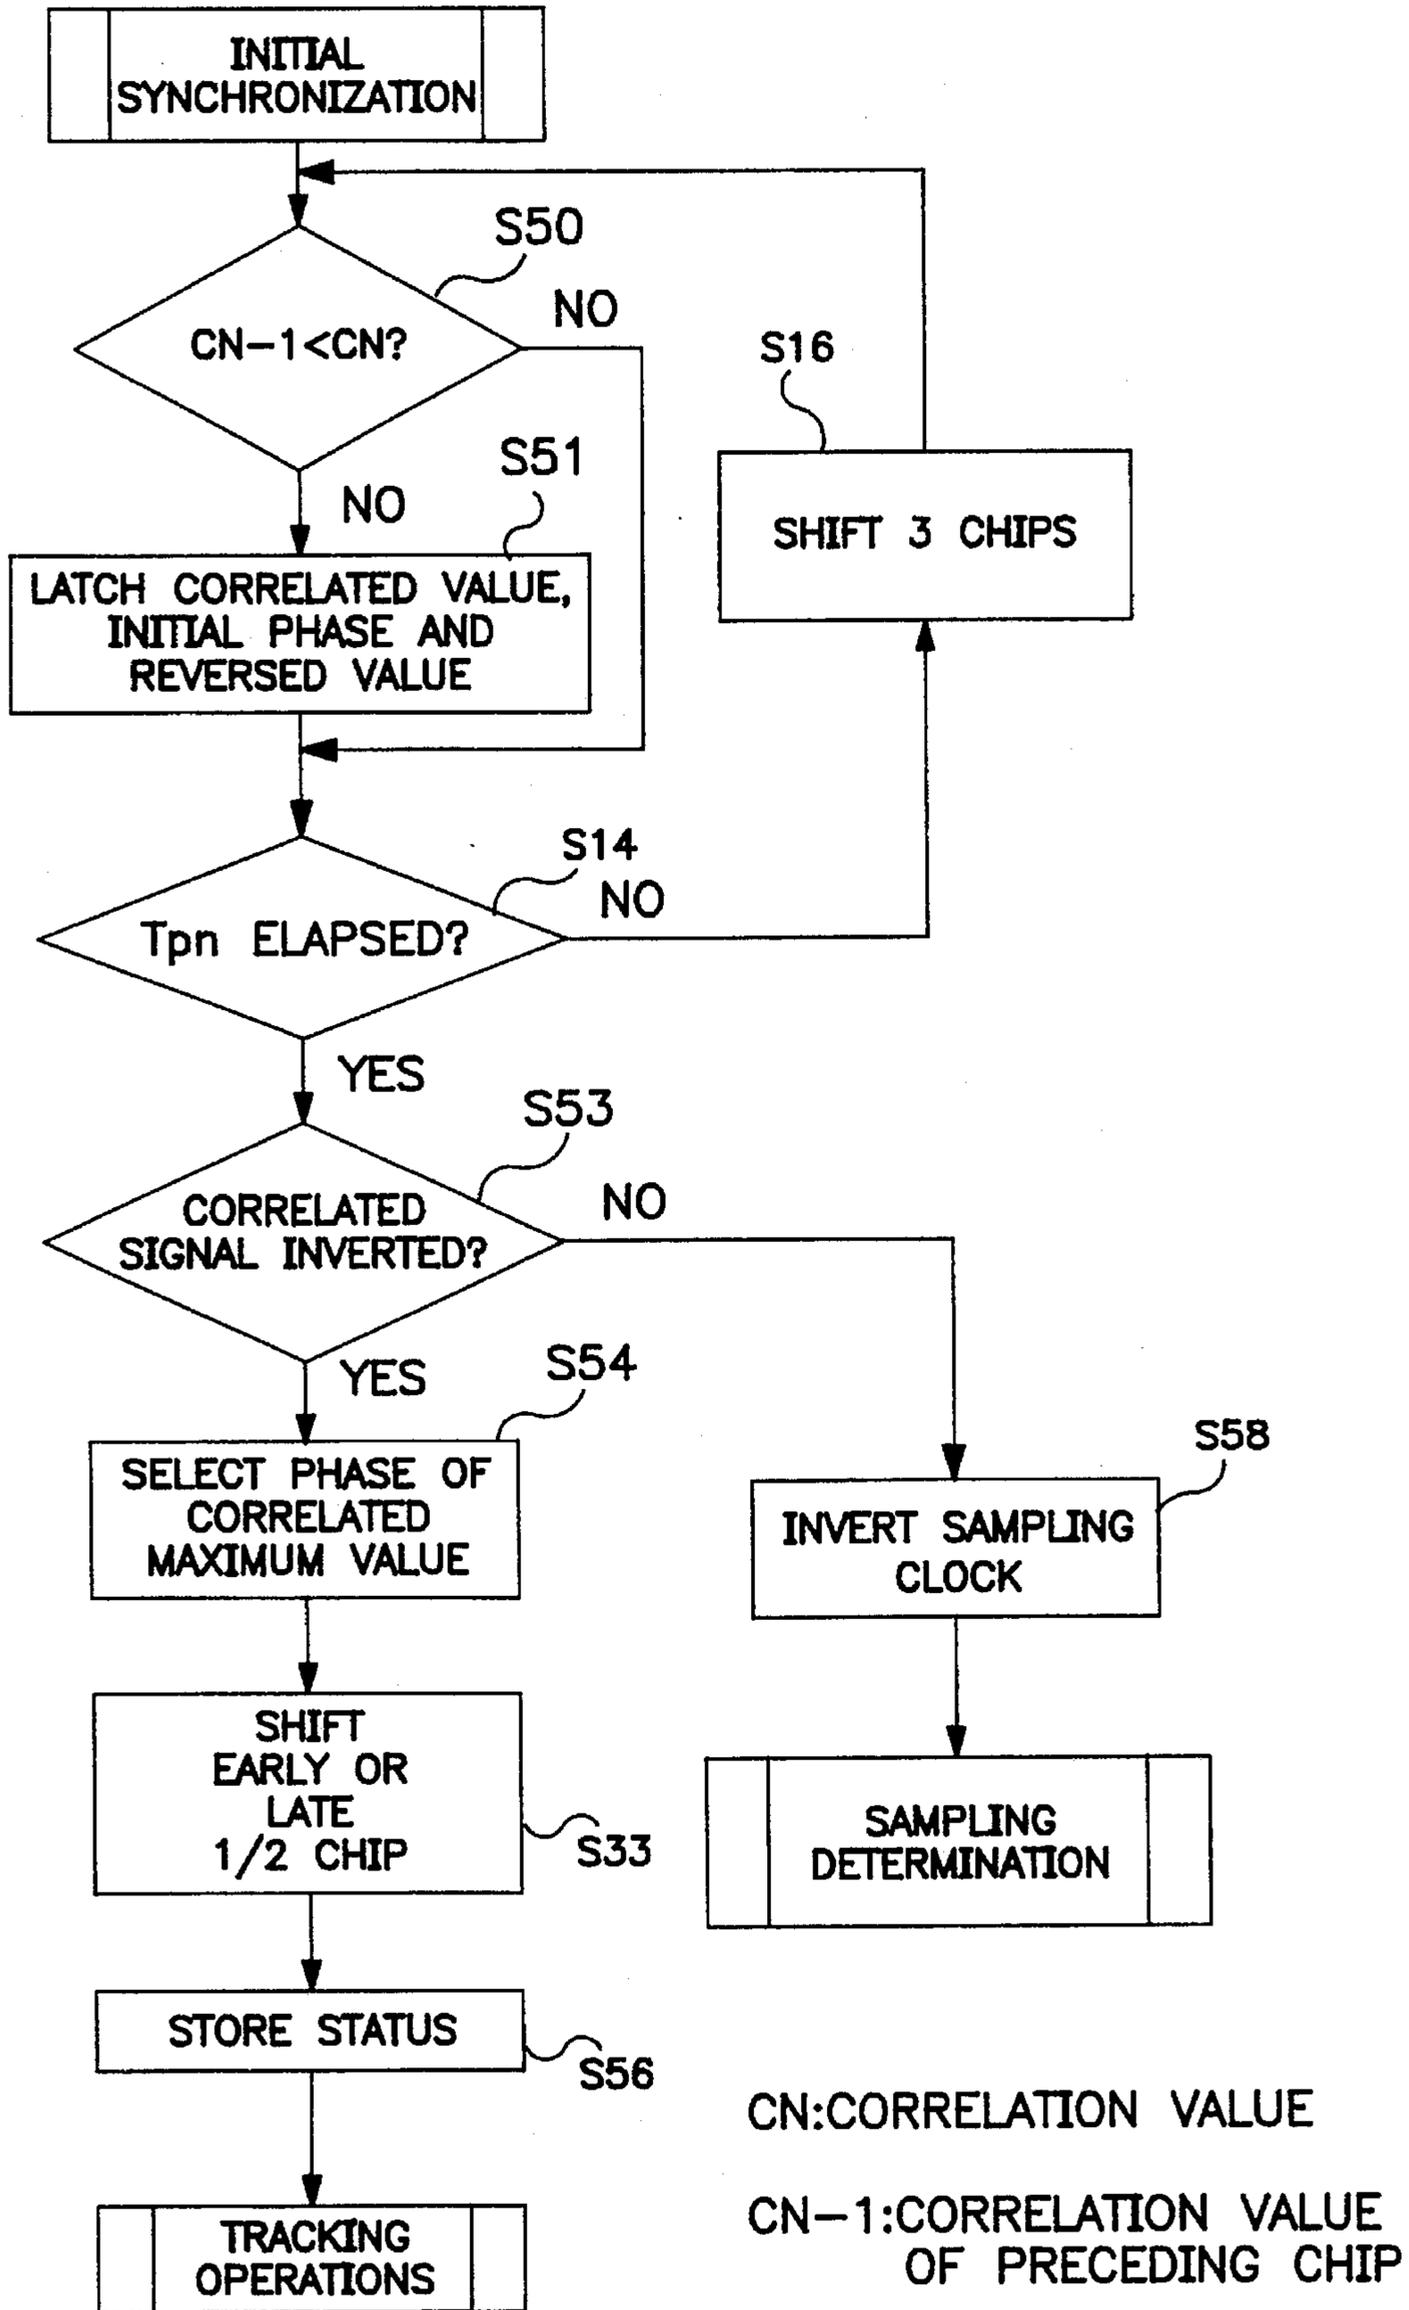 INITIAL
SYNCHRONIZATION
S50
CN-1<CN?
NO
S16
NO
S51
SHIFT 3 CHIPS
LATCH CORRELATED VALUE,
INITIAL PHASE AND
REVERSED VALUE
S14
Tpn ELAPSED?
NO
YES
S53
CORRELATED
SIGNAL INVERTED?
NO
YES
S54
SELECT PHASE OF
CORRELATED
MAXIMUM VALUE
S58
INVERT SAMPLING
CLOCK
SHIFT
EARLY OR
LATE
1/2 CHIP
S33
SAMPLING
DETERMINATION
STORE STATUS
S56
CN:CORRELATION VALUE
TRACKING
OPERATIONS
CN-1:CORRELATION VALUE
OF PRECEDING CHIP